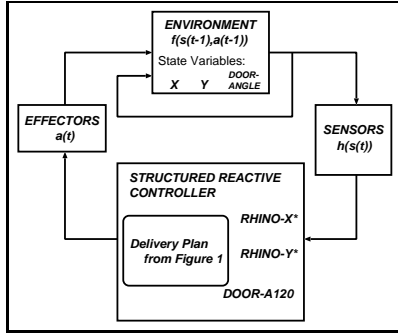 ENVIRONMENT
f(s(t-1),a(t-1))
State Variables:
X Y DOOR-
ANGLE
EFFECTORS
a(t)
SENSORS
h(s(t))
STRUCTURED REACTIVE
CONTROLLER
RHINO-X*
Delivery Plan
from Figure 1
RHINO-Y*
DOOR-A120